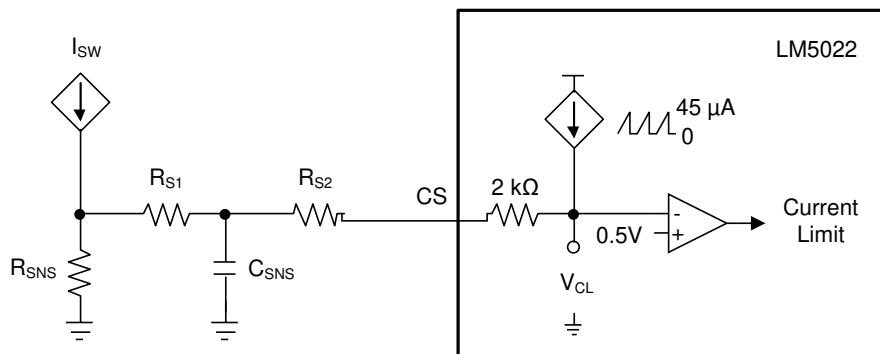 LM5022
I_SW
45 µA
0
R_S1
R_S2
CS
2 kΩ
-
+
0.5V
Current
Limit
R_SNS
C_SNS
V_CL